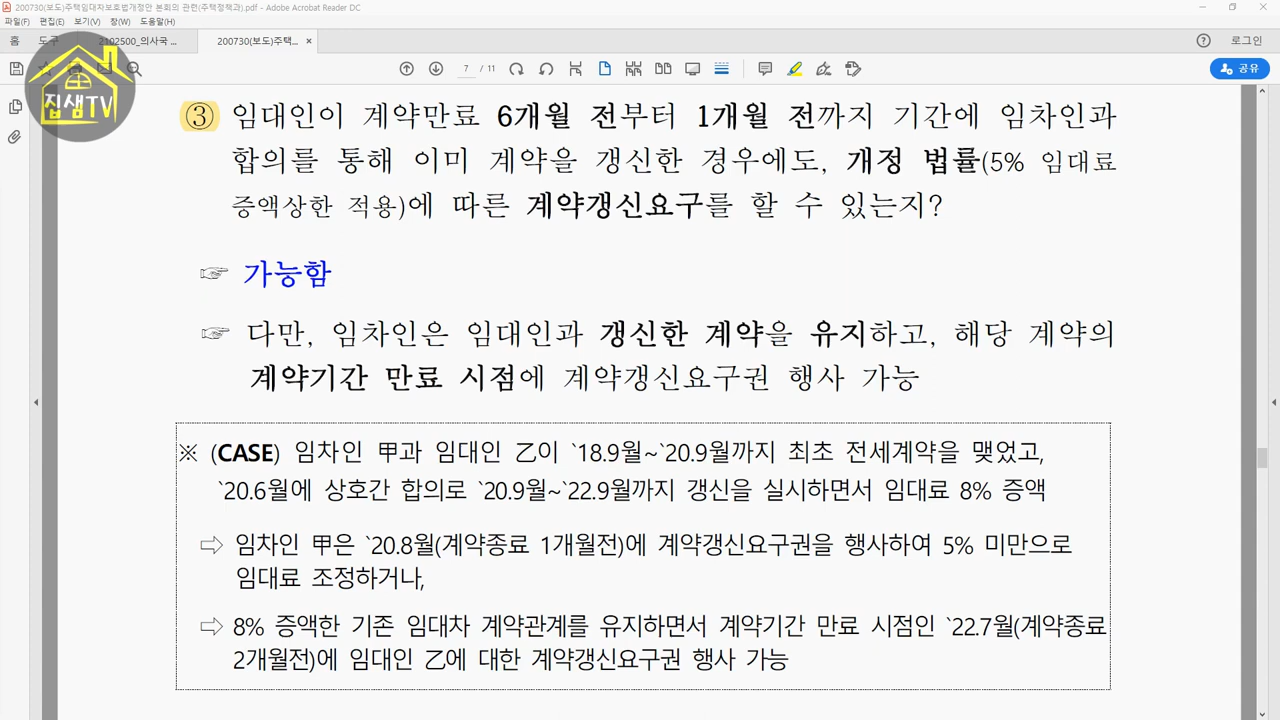 200730(보도)주택임대차보호법개정안 본회의 관련(주택정책과).pdf - Adobe Acrobat Reader DC
파일(F) 편집(E) 보기(V) 창(W) 도움말(H)
홈 도구 2102500_의사국 ... 200730(보도)주택... × 로그인
7 / 11 공유
집샘TV
③ 임대인이 계약만료 6개월 전부터 1개월 전까지 기간에 임차인과
합의를 통해 이미 계약을 갱신한 경우에도, 개정 법률(5% 임대료
증액상한 적용)에 따른 계약갱신요구를 할 수 있는지?
☞ 가능함
☞ 다만, 임차인은 임대인과 갱신한 계약을 유지하고, 해당 계약의
계약기간 만료 시점에 계약갱신요구권 행사 가능
※ (CASE) 임차인 甲과 임대인 乙이 `18.9월~`20.9월까지 최초 전세계약을 맺었고,
`20.6월에 상호간 합의로 `20.9월~`22.9월까지 갱신을 실시하면서 임대료 8% 증액
⇨ 임차인 甲은 `20.8월(계약종료 1개월전)에 계약갱신요구권을 행사하여 5% 미만으로
임대료 조정하거나,
⇨ 8% 증액한 기존 임대차 계약관계를 유지하면서 계약기간 만료 시점인 `22.7월(계약종료
2개월전)에 임대인 乙에 대한 계약갱신요구권 행사 가능